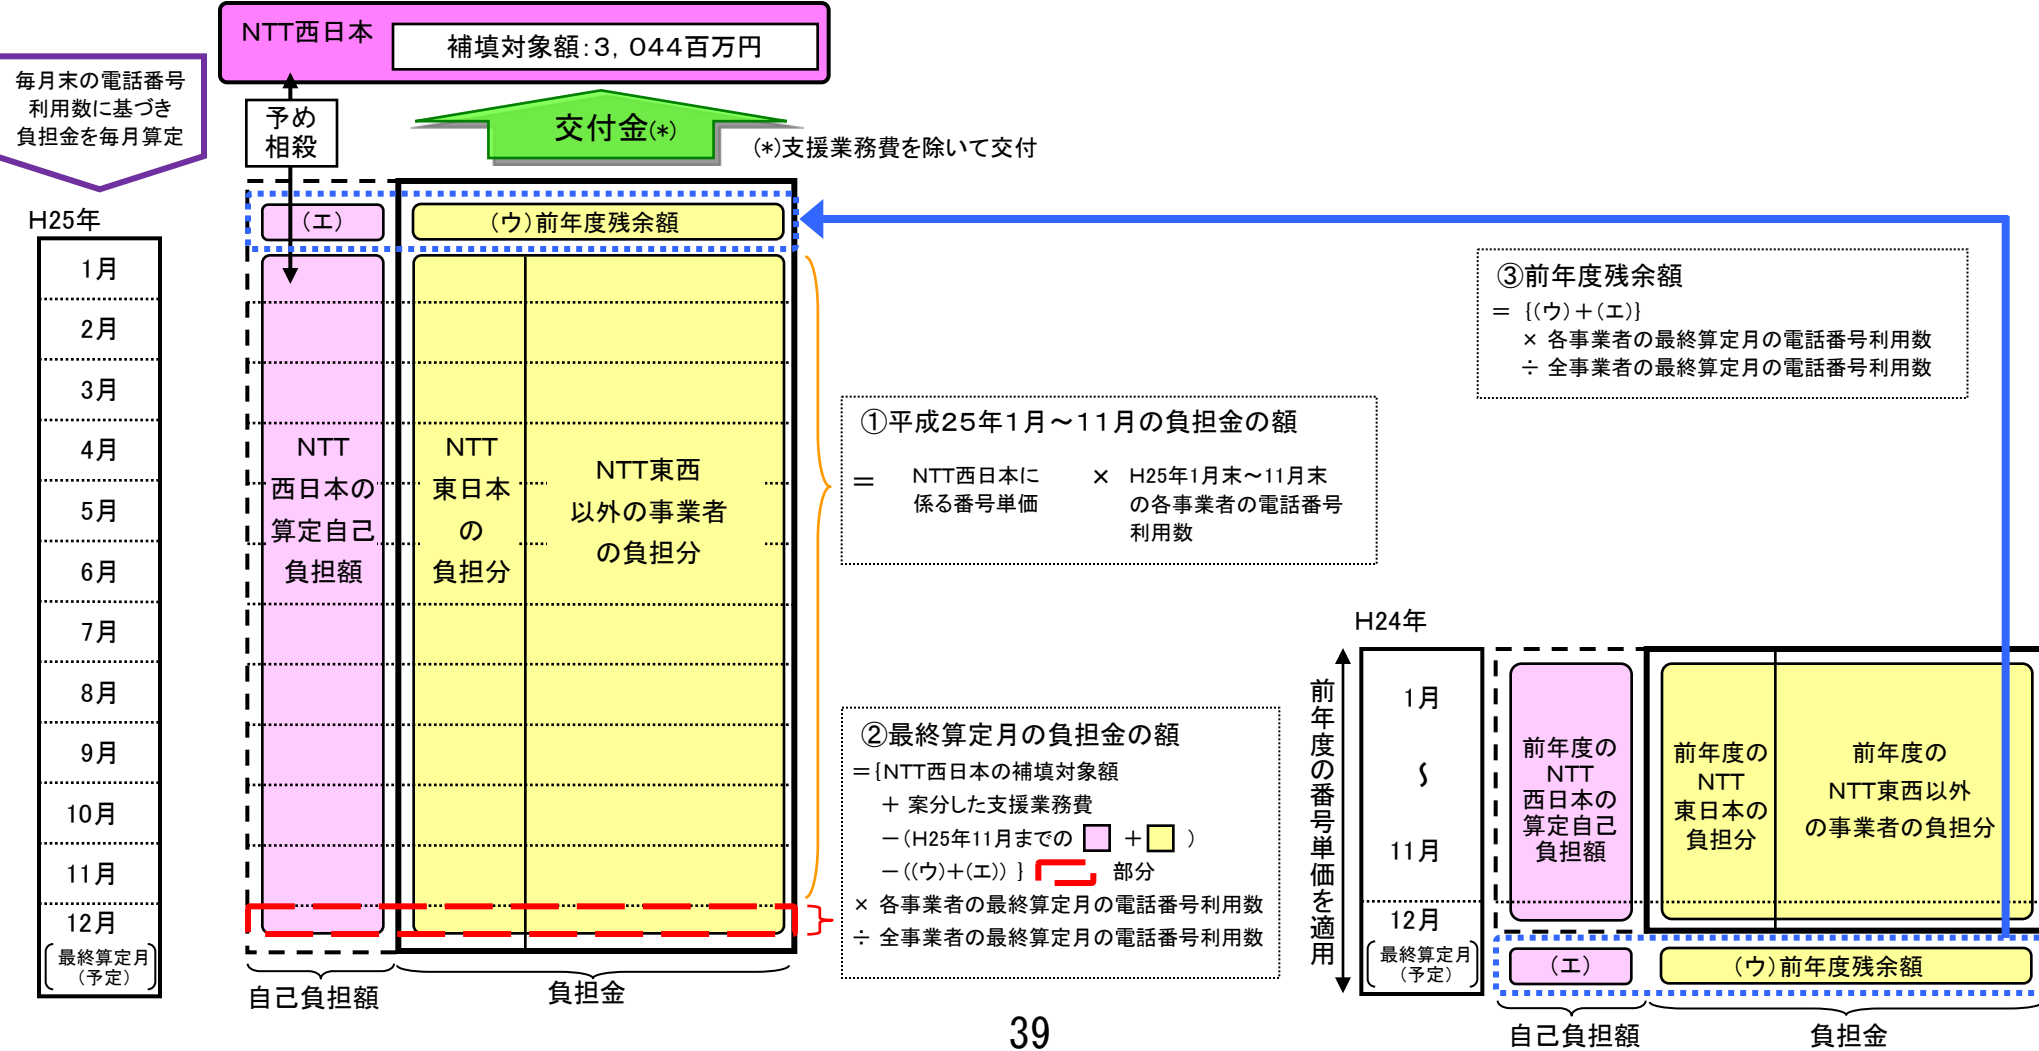 NTT西日本
補填対象額：3，044百万円
毎月末の電話番号
利用数に基づき
負担金を毎月算定
予め
相殺
交付金(*)
(*)支援業務費を除いて交付
H25年
1月
2月
3月
4月
5月
6月
7月
8月
9月
10月
11月
12月
最終算定月
（予定）
（エ）
（ウ）前年度残余額
NTT
西日本の
算定自己
負担額
NTT
東日本
の
負担分
NTT東西
以外の事業者
の負担分
自己負担額
負担金
①平成25年1月～11月の負担金の額
＝ NTT西日本に
係る番号単価
× H25年1月末～11月末
の各事業者の電話番号
利用数
②最終算定月の負担金の額
＝{NTT西日本の補填対象額
＋ 案分した支援業務費
－(H25年11月までの ＋ )
－((ウ)+(エ)) } 部分
× 各事業者の最終算定月の電話番号利用数
÷ 全事業者の最終算定月の電話番号利用数
③前年度残余額
＝ {(ウ)＋(エ)}
× 各事業者の最終算定月の電話番号利用数
÷ 全事業者の最終算定月の電話番号利用数
H24年
前年度の番号単価を適用
1月
～
11月
12月
最終算定月
（予定）
前年度の
NTT
西日本の
算定自己
負担額
前年度の
NTT
東日本の
負担分
前年度の
NTT東西以外
の事業者の負担分
（エ）
（ウ）前年度残余額
自己負担額
負担金
39